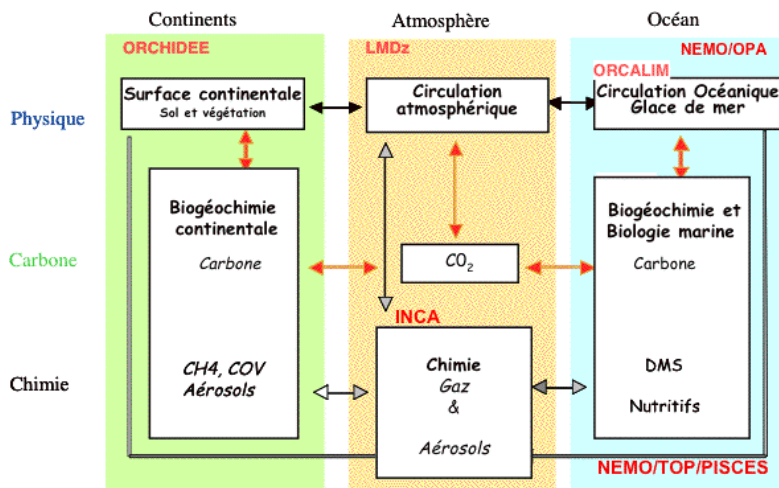 Continents
Atmosphère
Océan
ORCHIDEE
LMDz
NEMO/OPA
ORCALIM
Physique
Surface continentale
Sol et végétation
Circulation
atmosphérique
Circulation Océanique
Glace de mer
Carbone
Biogéochimie
continentale
Carbone
CO₂
Biogéochimie et
Biologie marine
Carbone
INCA
Chimie
CH4, COV
Aérosols
Chimie
Gaz
&
Aérosols
DMS
Nutritifs
NEMO/TOP/PISCES